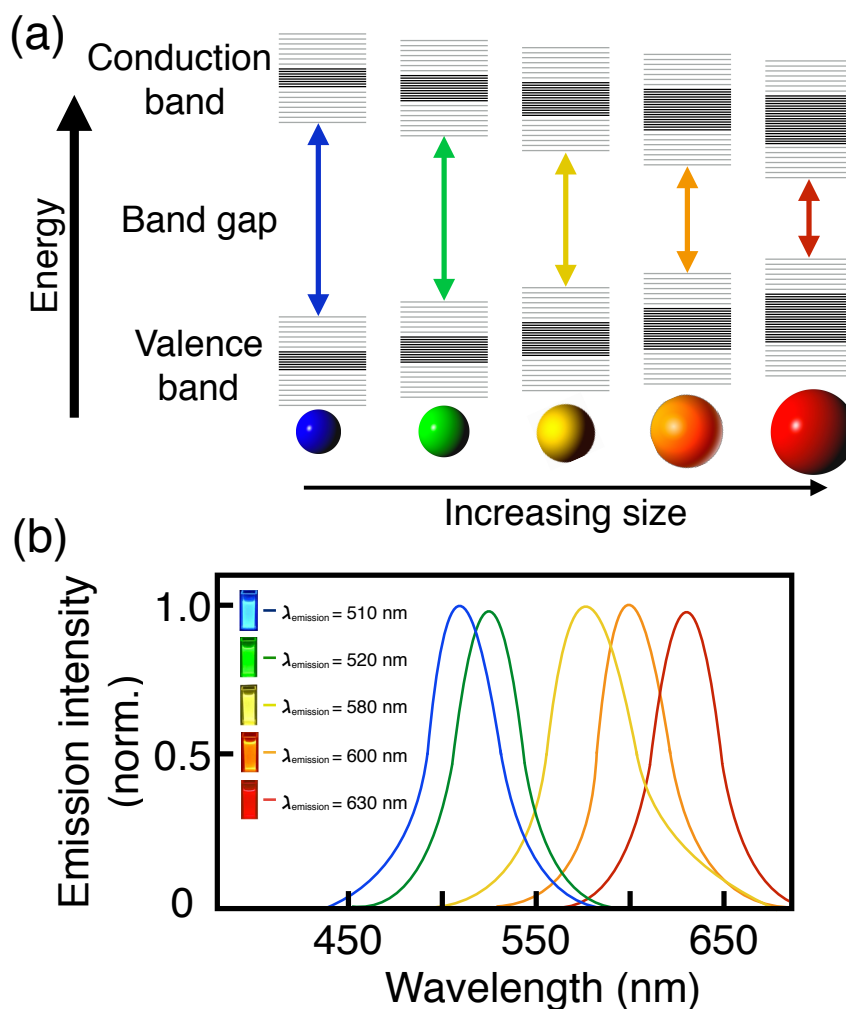 (a)
Conduction
band
Energy
Band gap
Valence
band
Increasing size
(b)
Emission intensity
(norm.)
1.0
0.5
0
λemission = 510 nm
λemission = 520 nm
λemission = 580 nm
λemission = 600 nm
λemission = 630 nm
450 550 650
Wavelength (nm)